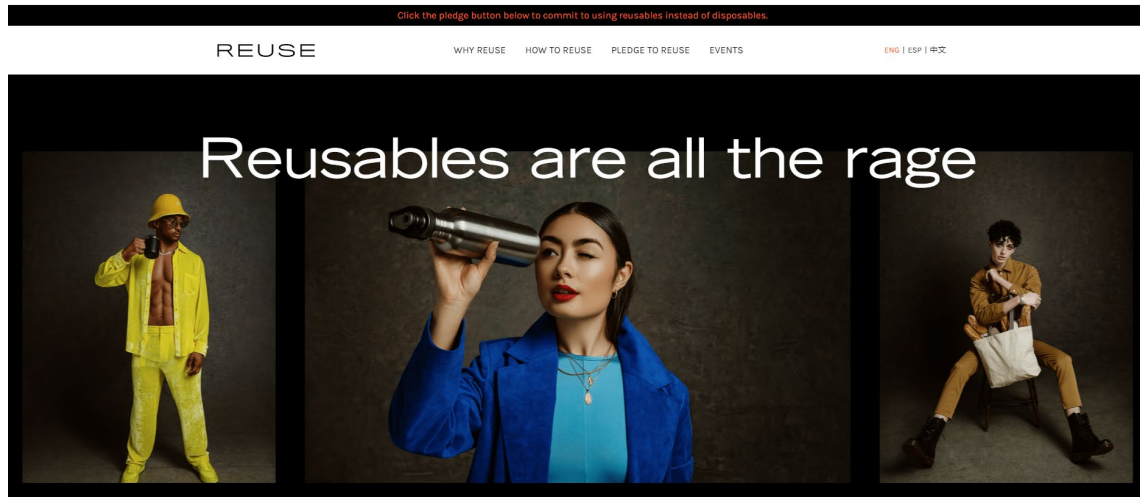 Click the pledge button below to commit to using reusables instead of disposables.
REUSE
WHY REUSE HOW TO REUSE PLEDGE TO REUSE EVENTS
ENG | ESP | 中文
Reusables are all the rage